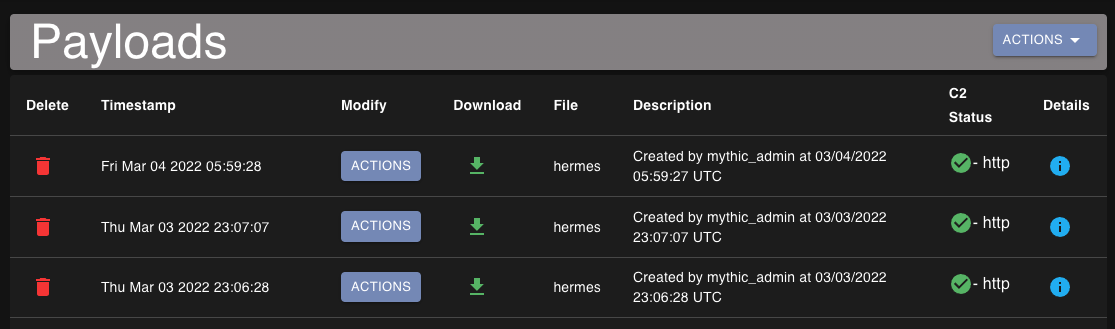 Payloads
ACTIONS
Delete Timestamp Modify Download File Description C2 Status Details
Fri Mar 04 2022 05:59:28 ACTIONS hermes Created by mythic_admin at 03/04/2022 - http
05:59:27 UTC
Thu Mar 03 2022 23:07:07 ACTIONS hermes Created by mythic_admin at 03/03/2022 - http
23:07:07 UTC
Thu Mar 03 2022 23:06:28 ACTIONS hermes Created by mythic_admin at 03/03/2022 - http
23:06:28 UTC